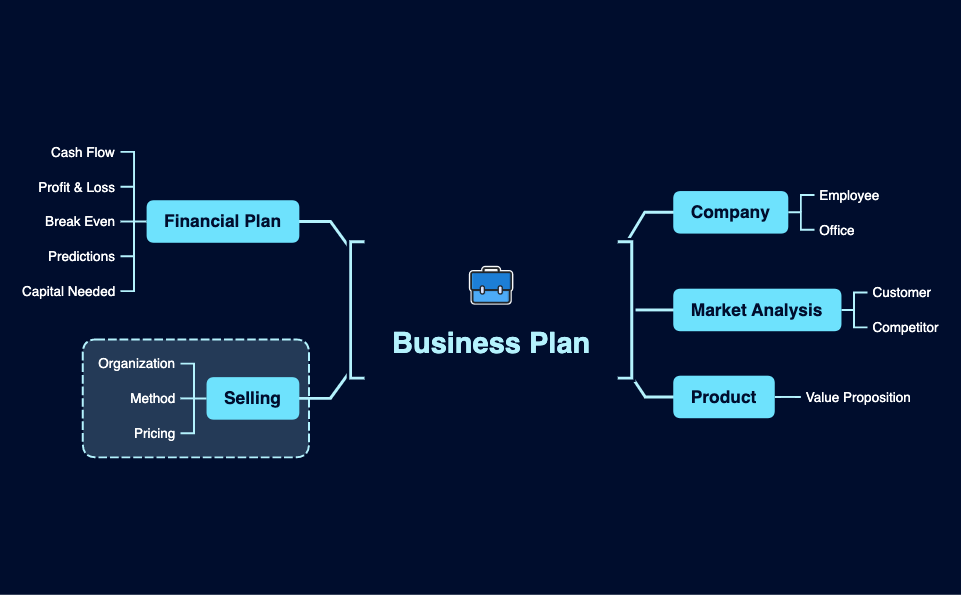 Business Plan
Company
Employee
Office
Market Analysis
Customer
Competitor
Product
Value Proposition
Financial Plan
Cash Flow
Profit & Loss
Break Even
Predictions
Capital Needed
Selling
Organization
Method
Pricing